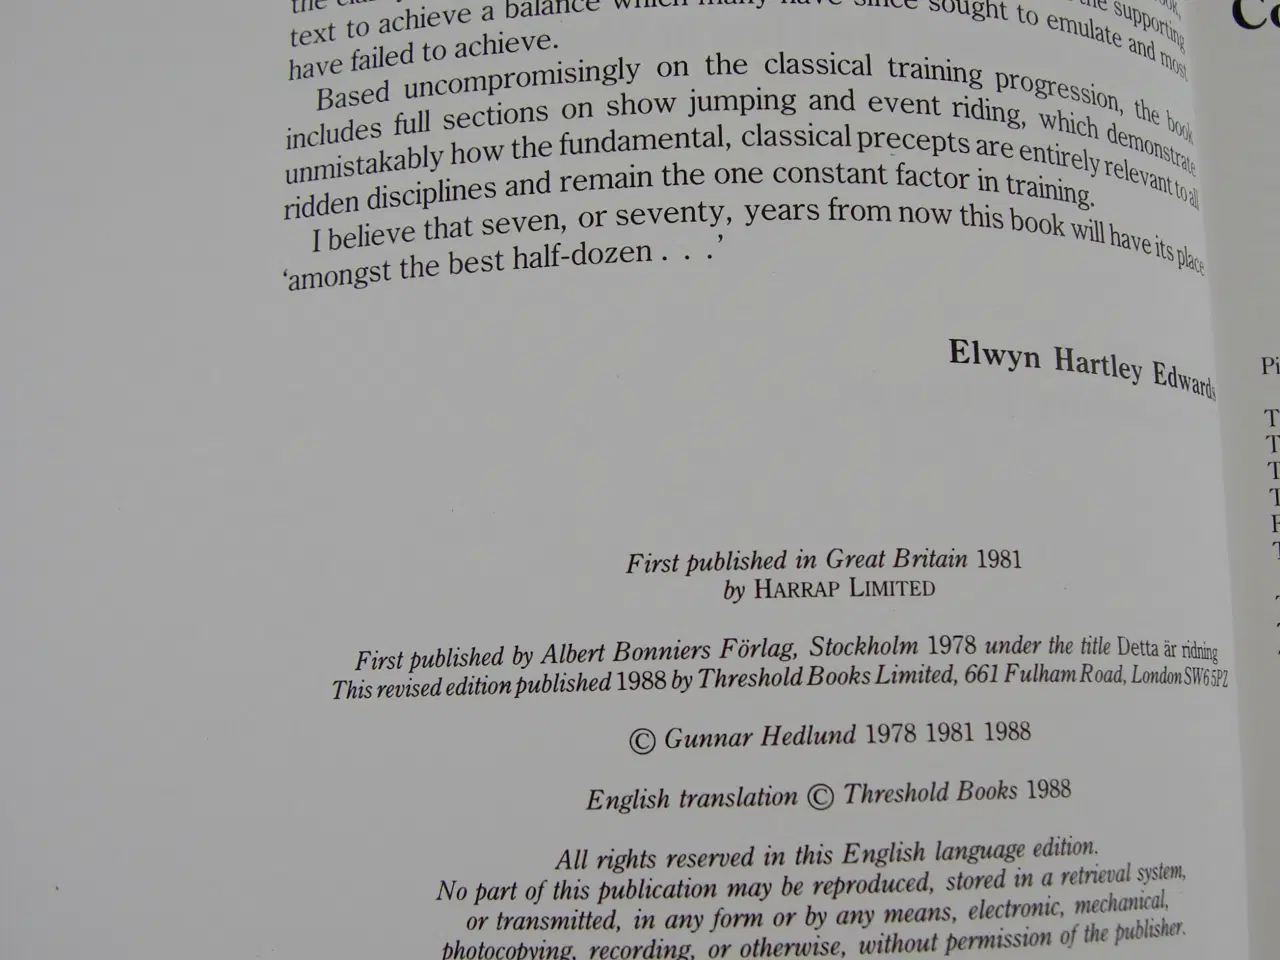 text to achieve a balance which many have since sought to emulate and most
have failed to achieve.
Based uncompromisingly on the classical training progression, the book
includes full sections on show jumping and event riding, which demonstrate
unmistakably how the fundamental, classical precepts are entirely relevant to all
ridden disciplines and remain the one constant factor in training.
I believe that seven, or seventy, years from now this book will have its place
‘amongst the best half-dozen . . .’
Elwyn Hartley Edwards
First published in Great Britain 1981
by HARRAP LIMITED
First published by Albert Bonniers Förlag, Stockholm 1978 under the title Detta är ridning
This revised edition published 1988 by Threshold Books Limited, 661 Fulham Road, London SW6 5PZ
© Gunnar Hedlund 1978 1981 1988
English translation © Threshold Books 1988
All rights reserved in this English language edition.
No part of this publication may be reproduced, stored in a retrieval system,
or transmitted, in any form or by any means, electronic, mechanical,
photocopying, recording, or otherwise, without permission of the publisher.